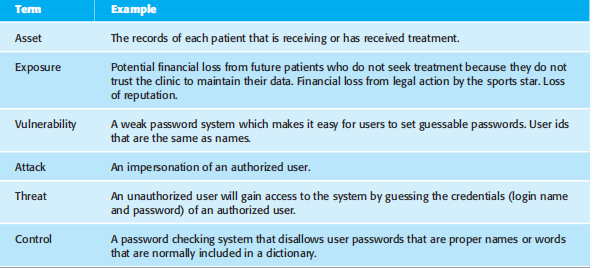 Term Example
Asset The records of each patient that is receiving or has received treatment.
Exposure Potential financial loss from future patients who do not seek treatment because they do not
trust the clinic to maintain their data. Financial loss from legal action by the sports star. Loss
of reputation.
Vulnerability A weak password system which makes it easy for users to set guessable passwords. User ids
that are the same as names.
Attack An impersonation of an authorized user.
Threat An unauthorized user will gain access to the system by guessing the credentials (login name
and password) of an authorized user.
Control A password checking system that disallows user passwords that are proper names or words
that are normally included in a dictionary.